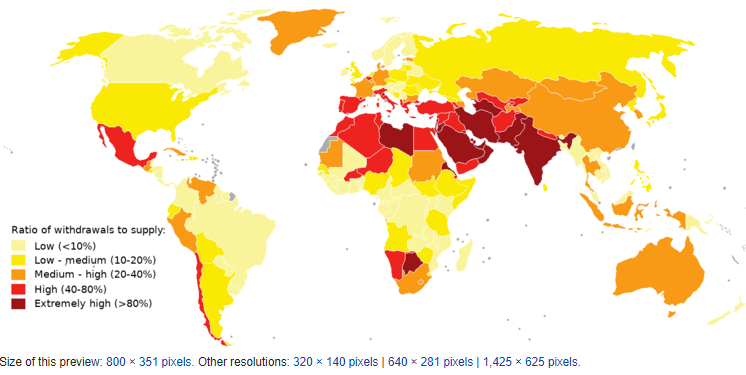 Ratio of withdrawals to supply:
Low (<10%)
Low - medium (10-20%)
Medium - high (20-40%)
High (40-80%)
Extremely high (>80%)
Size of this preview: 800 × 351 pixels. Other resolutions: 320 × 140 pixels | 640 × 281 pixels | 1,425 × 625 pixels.